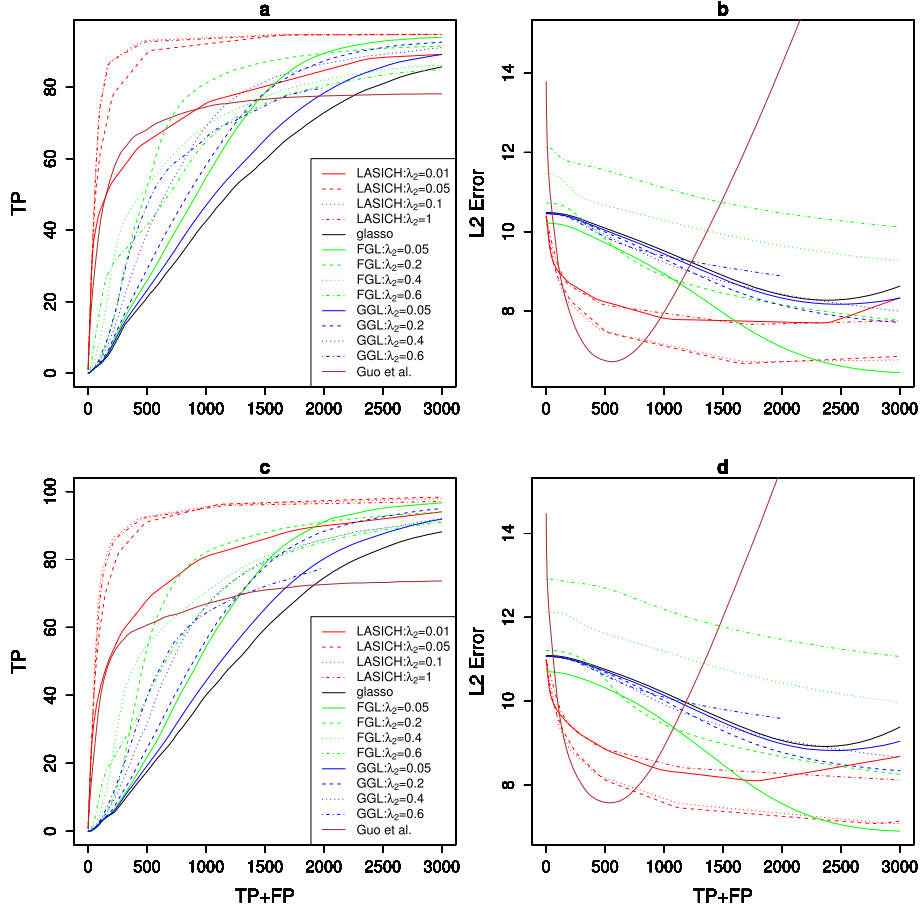 a
TP
0
20
40
60
80
0
500
1000
1500
2000
2500
3000
LASICH:λ2=0.01
LASICH:λ2=0.05
LASICH:λ2=0.1
LASICH:λ2=1
glasso
FGL:λ2=0.05
FGL:λ2=0.2
FGL:λ2=0.4
FGL:λ2=0.6
GGL:λ2=0.05
GGL:λ2=0.2
GGL:λ2=0.4
GGL:λ2=0.6
Guo et al.
b
L2 Error
8
10
12
14
0
500
1000
1500
2000
2500
3000
c
TP
0
20
40
60
80
100
0
500
1000
1500
2000
2500
3000
TP+FP
LASICH:λ2=0.01
LASICH:λ2=0.05
LASICH:λ2=0.1
LASICH:λ2=1
glasso
FGL:λ2=0.05
FGL:λ2=0.2
FGL:λ2=0.4
FGL:λ2=0.6
GGL:λ2=0.05
GGL:λ2=0.2
GGL:λ2=0.4
GGL:λ2=0.6
Guo et al.
d
L2 Error
8
10
12
14
0
500
1000
1500
2000
2500
3000
TP+FP